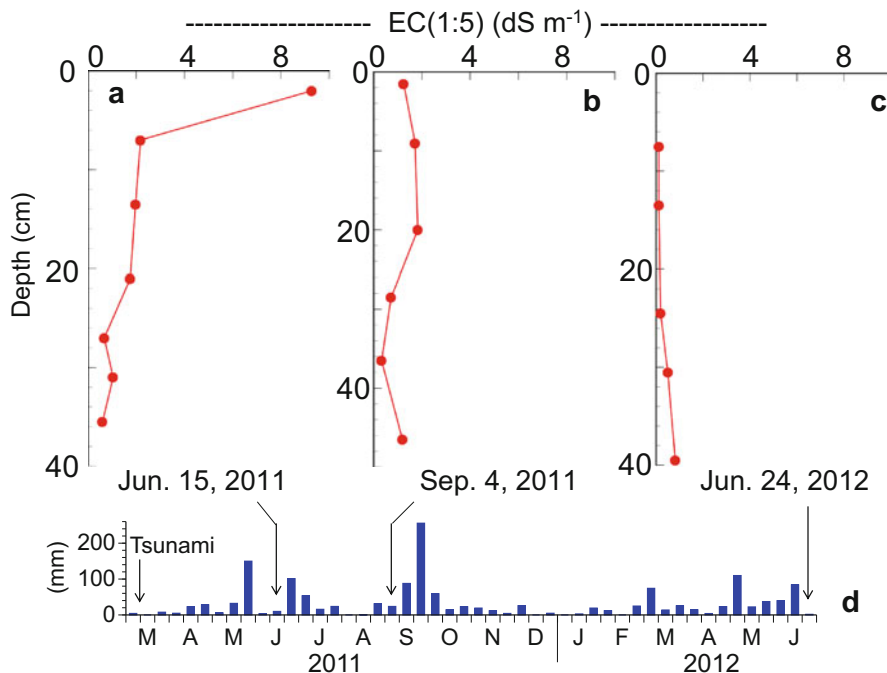 EC(1:5) (dS m⁻¹)
0 4 8 0 4 8 0 4 8
0 0 0
a b c
Depth (cm)
20 20 20
40 40 40
Jun. 15, 2011 Sep. 4, 2011 Jun. 24, 2012
(mm)
200
100
0
Tsunami
d
M A M J J A S O N D J F M A M J
2011 2012